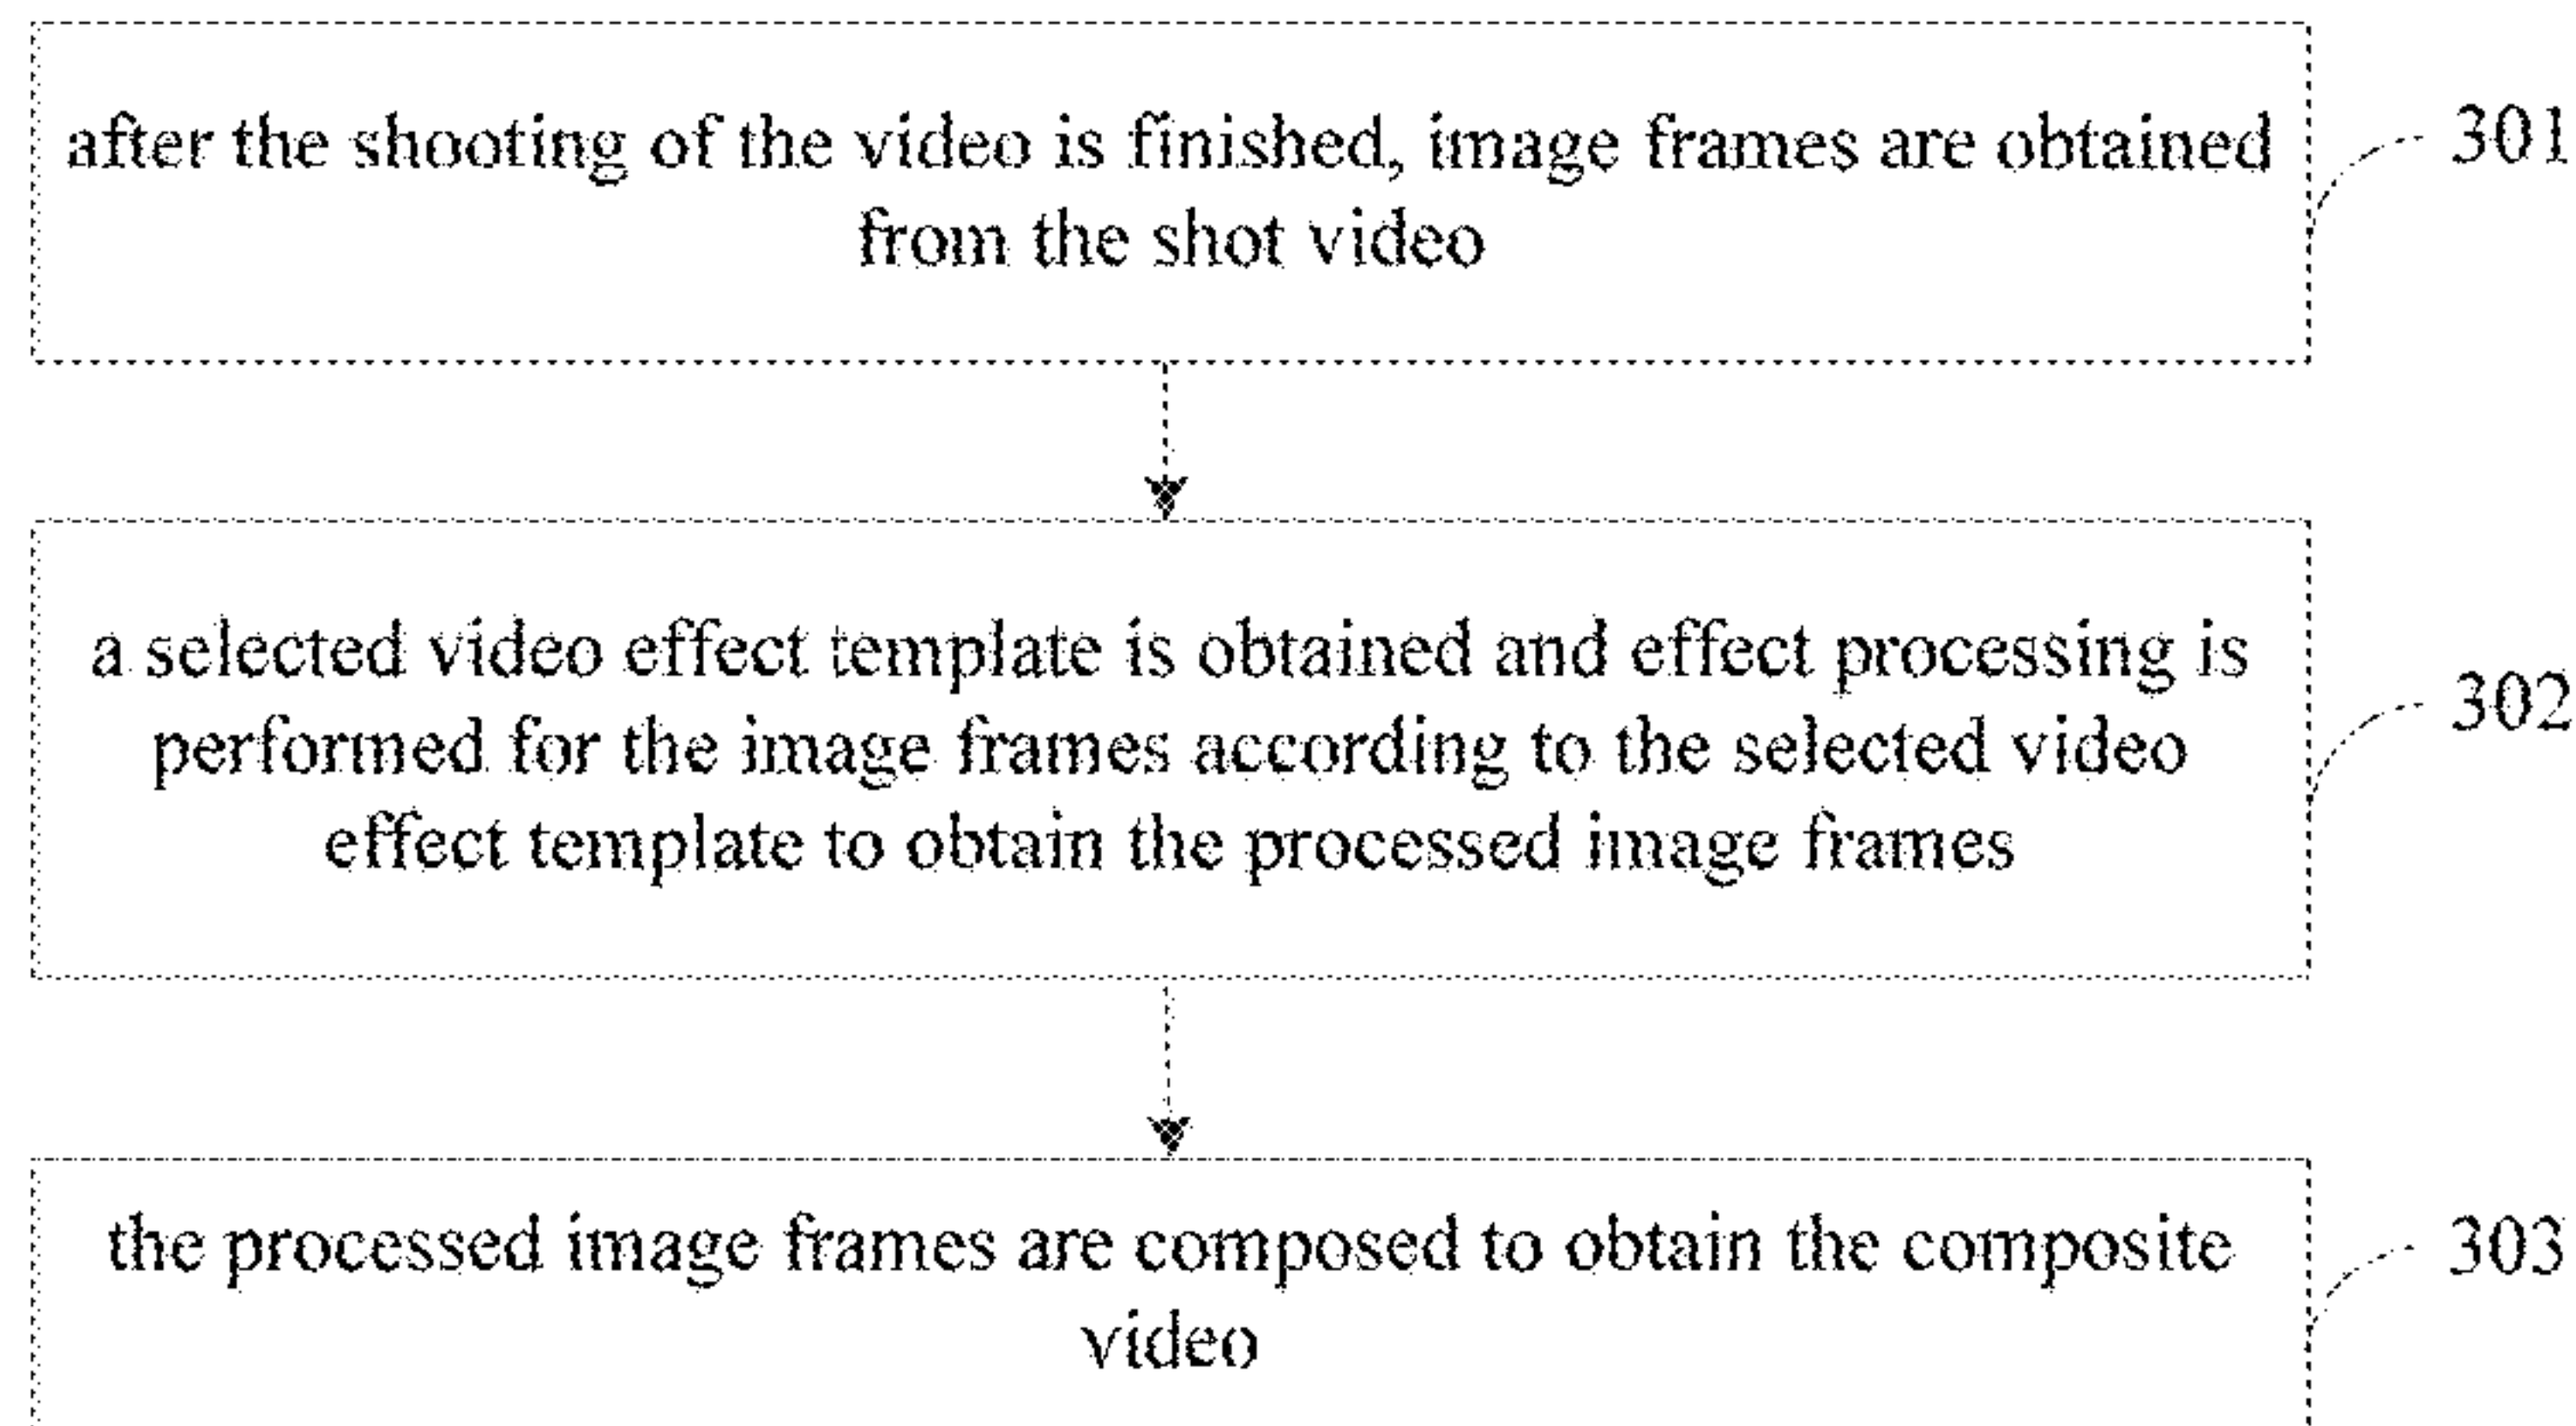 after the shooting of the video is finished, image frames are obtained
from the shot video
301
a selected video effect template is obtained and effect processing is
performed for the image frames according to the selected video
effect template to obtain the processed image frames
302
the processed image frames are composed to obtain the composite
video
303